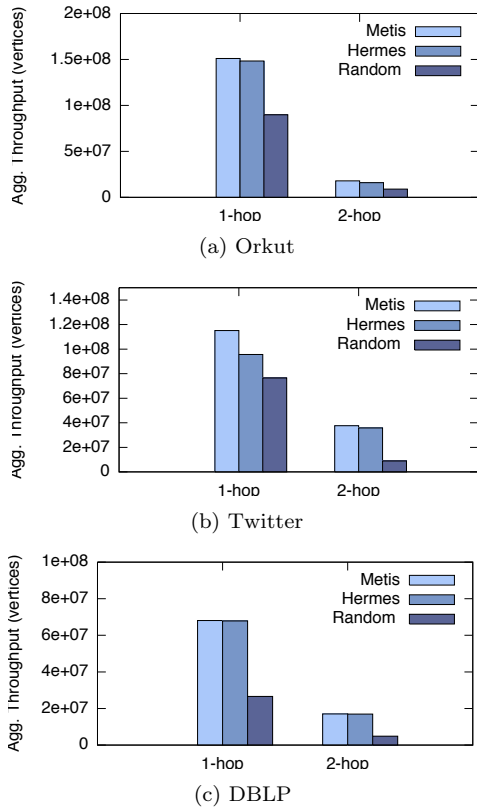 2e+08
1.5e+08
1e+08
5e+07
0
Agg. Throughput (vertices)
Metis
Hermes
Random
1-hop 2-hop
(a) Orkut
1.4e+08
1.2e+08
1e+08
8e+07
6e+07
4e+07
2e+07
0
Agg. Throughput (vertices)
Metis
Hermes
Random
1-hop 2-hop
(b) Twitter
1e+08
8e+07
6e+07
4e+07
2e+07
0
Agg. Throughput (vertices)
Metis
Hermes
Random
1-hop 2-hop
(c) DBLP